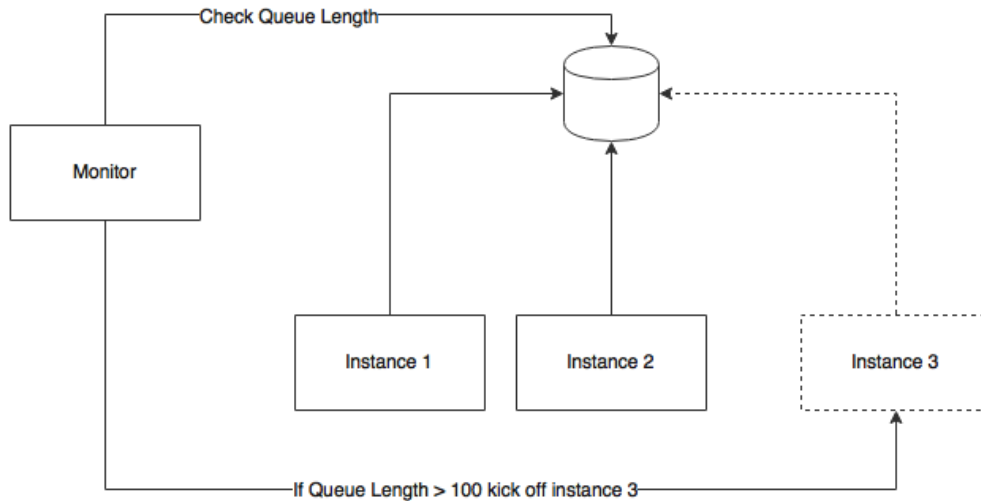 Check Queue Length
Monitor
Instance 1
Instance 2
Instance 3
If Queue Length > 100 kick off instance 3